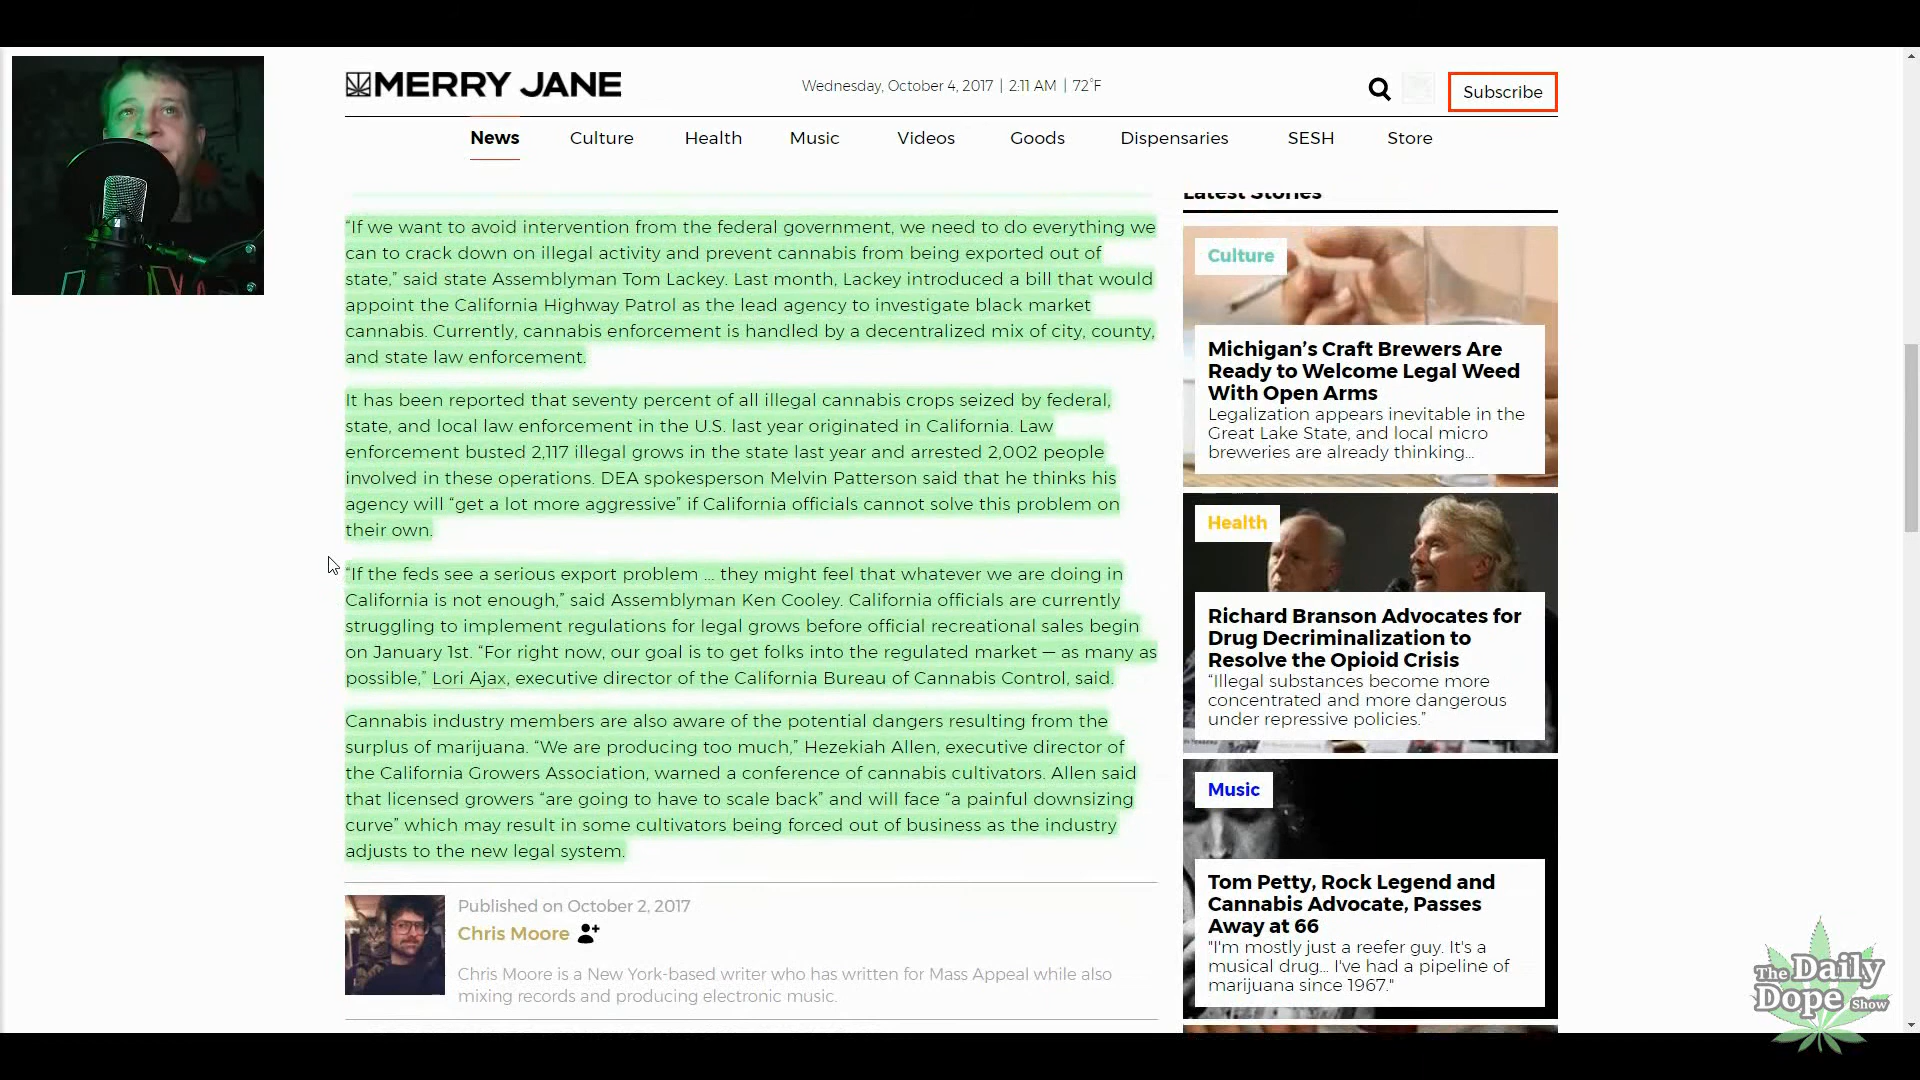 MERRY JANE
Wednesday, October 4, 2017 | 2:11 AM | 72°F
Subscribe
News
Culture
Health
Music
Videos
Goods
Dispensaries
SESH
Store
“If we want to avoid intervention from the federal government, we need to do everything we
can to crack down on illegal activity and prevent cannabis from being exported out of
state,” said state Assemblyman Tom Lackey. Last month, Lackey introduced a bill that would
appoint the California Highway Patrol as the lead agency to investigate black market
cannabis. Currently, cannabis enforcement is handled by a decentralized mix of city, county,
and state law enforcement.
It has been reported that seventy percent of all illegal cannabis crops seized by federal,
state, and local law enforcement in the U.S. last year originated in California. Law
enforcement busted 2,117 illegal grows in the state last year and arrested 2,002 people
involved in these operations. DEA spokesperson Melvin Patterson said that he thinks his
agency will “get a lot more aggressive” if California officials cannot solve this problem on
their own.
“If the feds see a serious export problem ... they might feel that whatever we are doing in
California is not enough,” said Assemblyman Ken Cooley. California officials are currently
struggling to implement regulations for legal grows before official recreational sales begin
on January 1st. “For right now, our goal is to get folks into the regulated market — as many as
possible,” Lori Ajax, executive director of the California Bureau of Cannabis Control, said.
Cannabis industry members are also aware of the potential dangers resulting from the
surplus of marijuana. “We are producing too much,” Hezekiah Allen, executive director of
the California Growers Association, warned a conference of cannabis cultivators. Allen said
that licensed growers “are going to have to scale back” and will face “a painful downsizing
curve” which may result in some cultivators being forced out of business as the industry
adjusts to the new legal system.
Published on October 2, 2017
Chris Moore
Chris Moore is a New York-based writer who has written for Mass Appeal while also
mixing records and producing electronic music.
Latest Stories
Culture
Michigan’s Craft Brewers Are
Ready to Welcome Legal Weed
With Open Arms
Legalization appears inevitable in the
Great Lake State, and local micro
breweries are already thinking...
Health
Richard Branson Advocates for
Drug Decriminalization to
Resolve the Opioid Crisis
“Illegal substances become more
concentrated and more dangerous
under repressive policies.”
Music
Tom Petty, Rock Legend and
Cannabis Advocate, Passes
Away at 66
"I'm mostly just a reefer guy. It's a
musical drug... I've had a pipeline of
marijuana since 1967."
The Daily
Dope Show